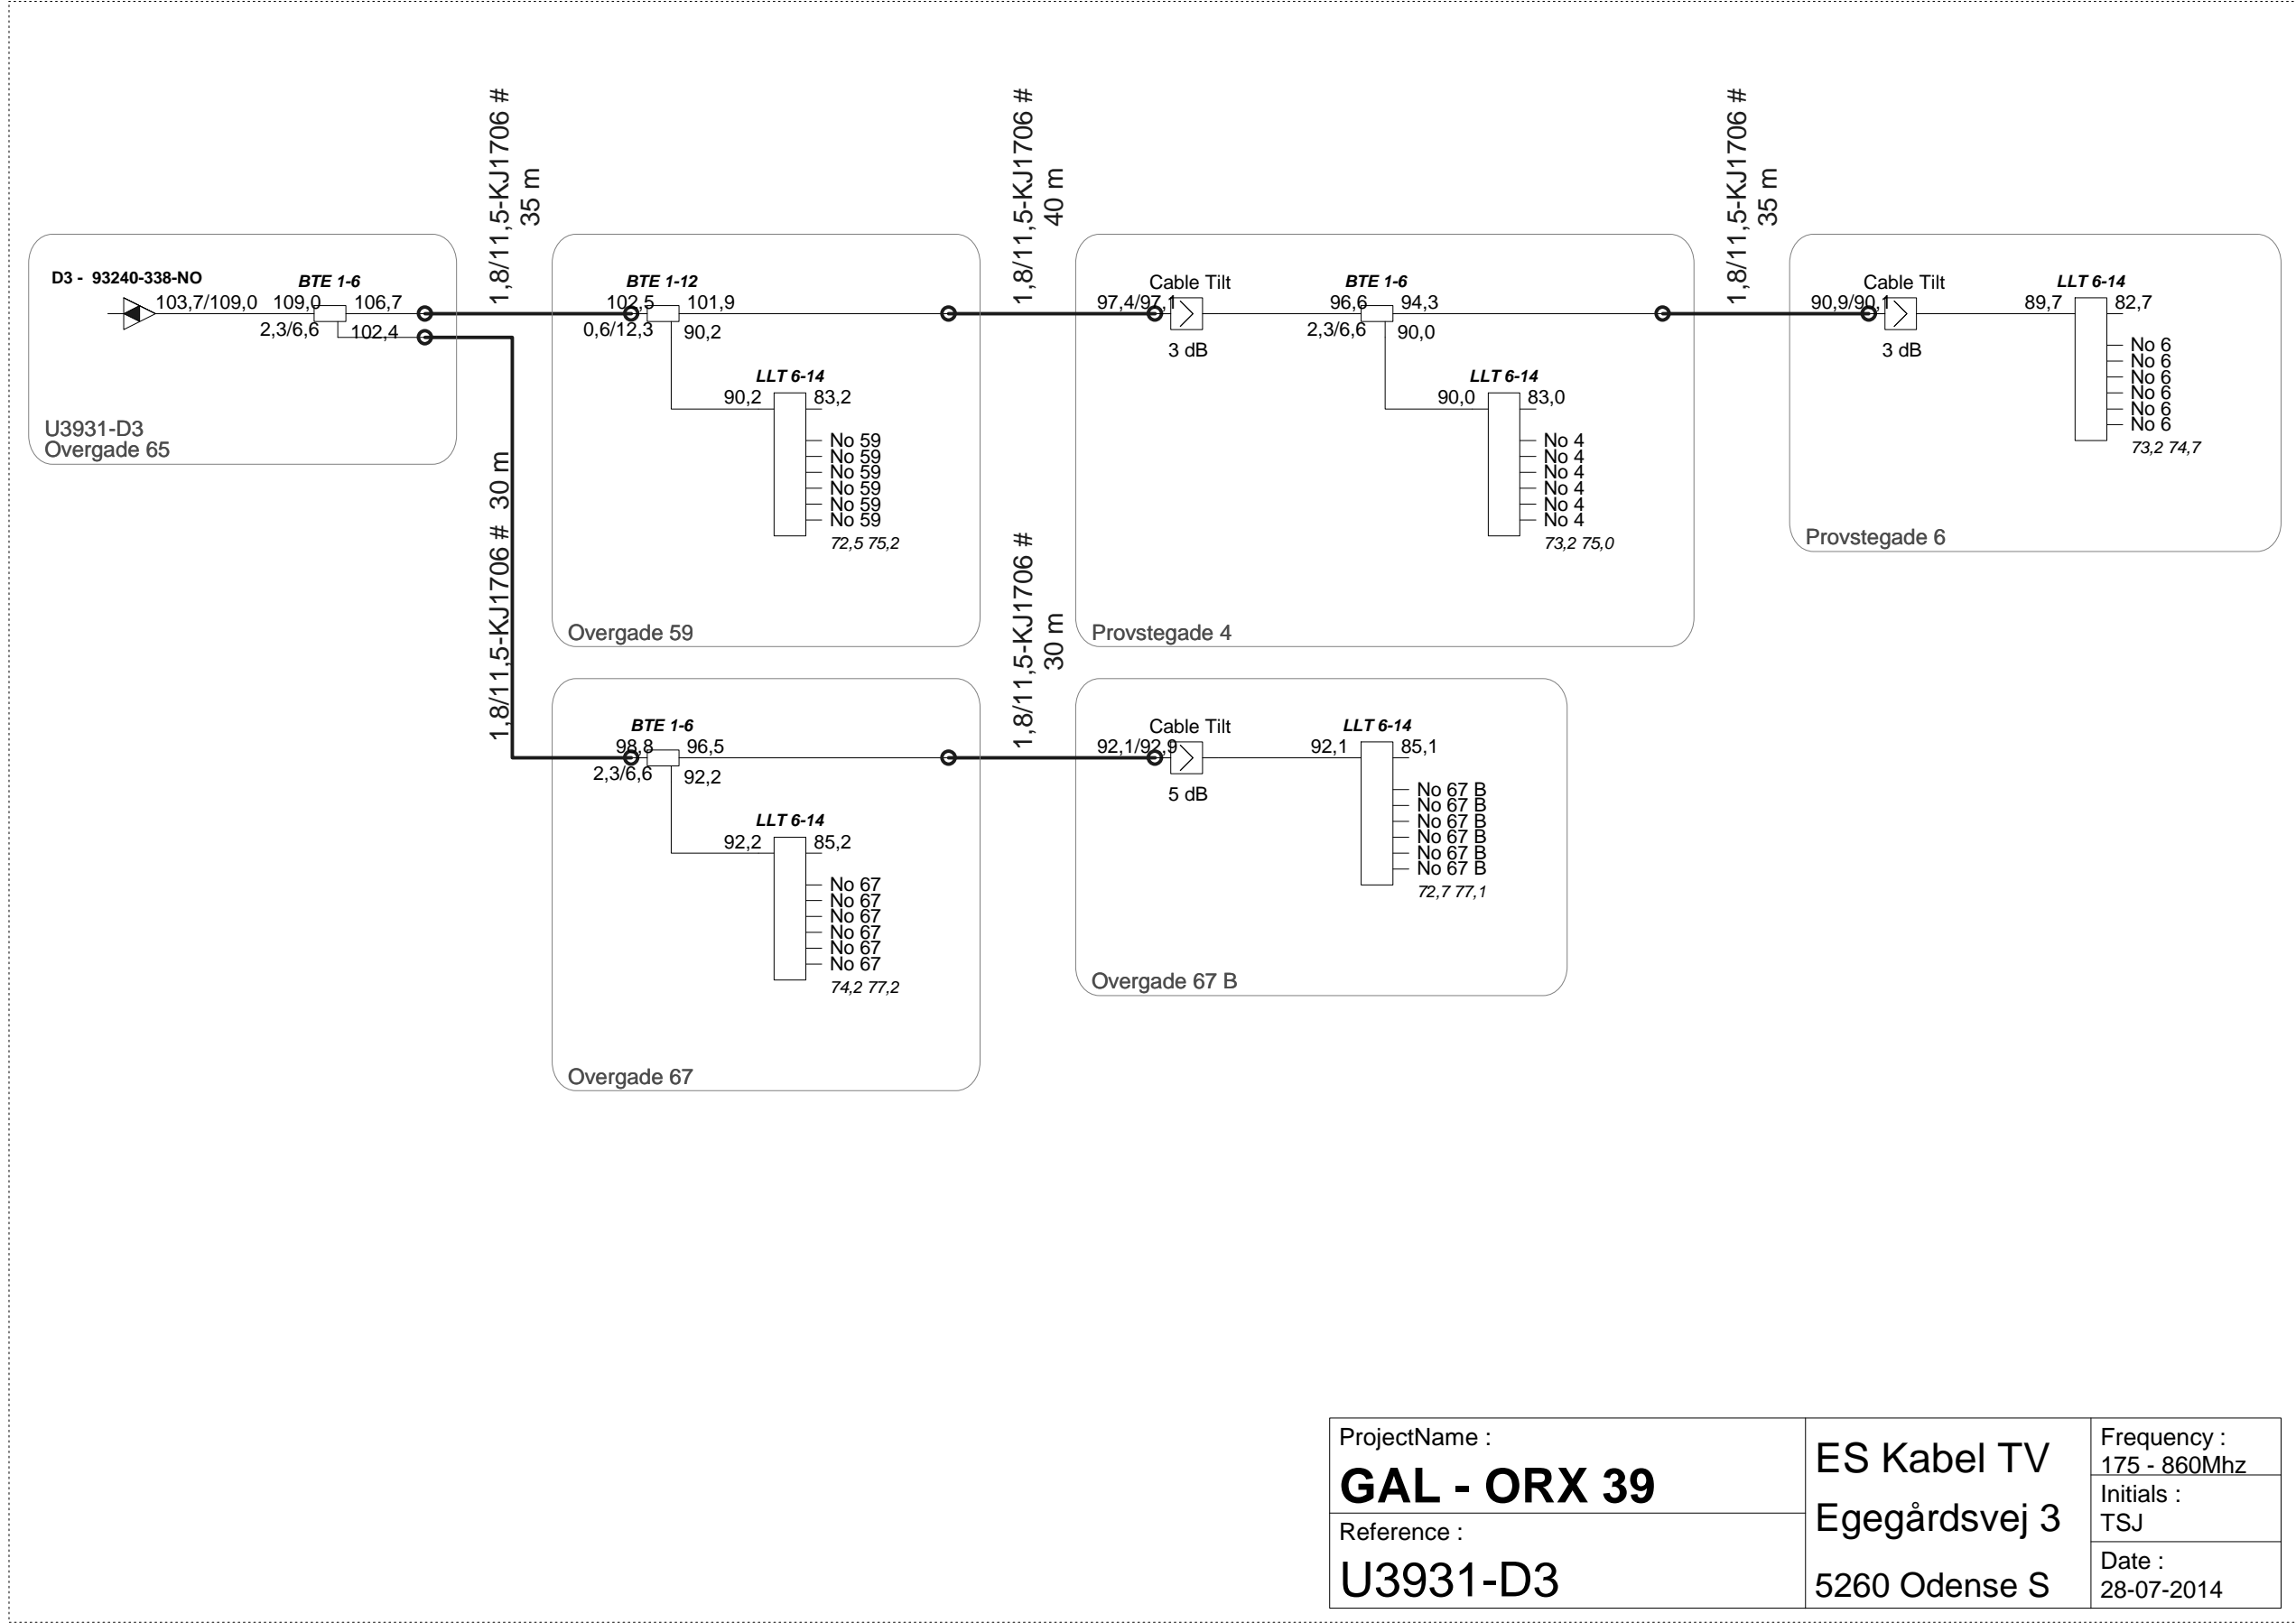 1,8/11,5-KJ1706 #
35 m
1,8/11,5-KJ1706 #
40 m
1,8/11,5-KJ1706 #
35 m
D3 - 93240-338-NO
103,7/109,0
BTE 1-6
109,0
106,7
2,3/6,6
102,4
U3931-D3
Overgade 65
BTE 1-12
102,5
101,9
0,6/12,3
90,2
LLT 6-14
90,2
83,2
No 59
No 59
No 59
No 59
No 59
No 59
72,5 75,2
Overgade 59
Cable Tilt
97,4/97,1
3 dB
BTE 1-6
96,6
94,3
2,3/6,6
90,0
LLT 6-14
90,0
83,0
No 4
No 4
No 4
No 4
No 4
No 4
73,2 75,0
Provstegade 4
Cable Tilt
90,9/90,1
3 dB
LLT 6-14
89,7
82,7
No 6
No 6
No 6
No 6
No 6
No 6
73,2 74,7
Provstegade 6
1,8/11,5-KJ1706 # 30 m
1,8/11,5-KJ1706 #
30 m
BTE 1-6
98,8
96,5
2,3/6,6
92,2
LLT 6-14
92,2
85,2
No 67
No 67
No 67
No 67
No 67
No 67
74,2 77,2
Overgade 67
Cable Tilt
92,1/92,9
5 dB
LLT 6-14
92,1
85,1
No 67 B
No 67 B
No 67 B
No 67 B
No 67 B
No 67 B
72,7 77,1
Overgade 67 B
ProjectName :
GAL - ORX 39
Reference :
U3931-D3
ES Kabel TV
Egegårdsvej 3
5260 Odense S
Frequency :
175 - 860Mhz
Initials :
TSJ
Date :
28-07-2014